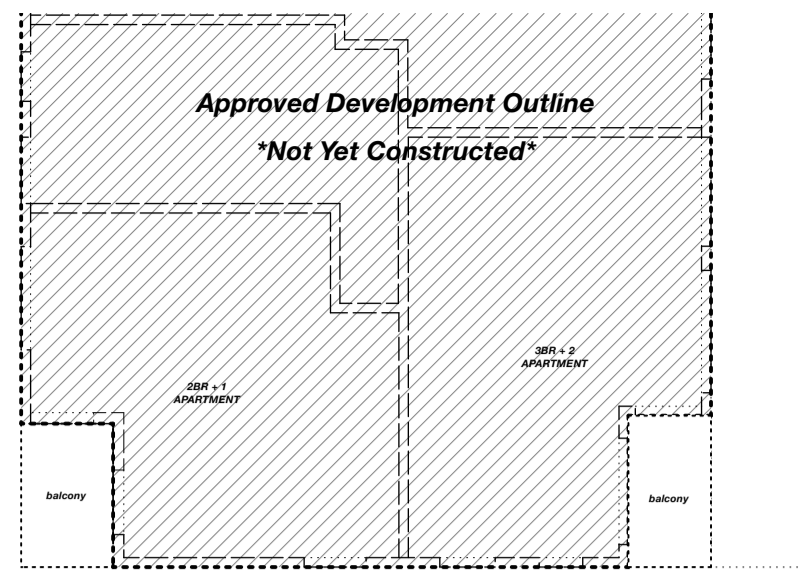 Approved Development Outline
*Not Yet Constructed*
3BR + 2
APARTMENT
2BR + 1
APARTMENT
balcony
balcony